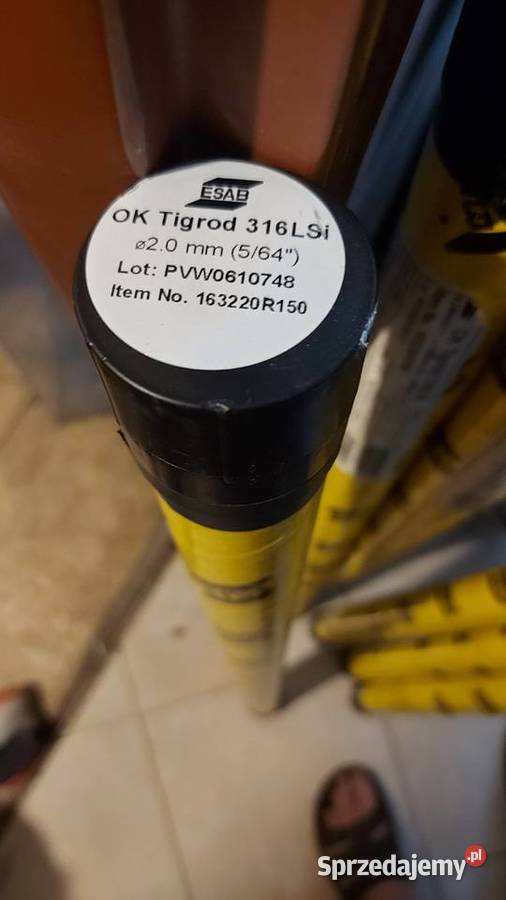 ESAB
OK Tigrod 316LSi
ø2.0 mm (5/64")
Lot: PVW0610748
Item No. 163220R150
Sprzedajemy.pl